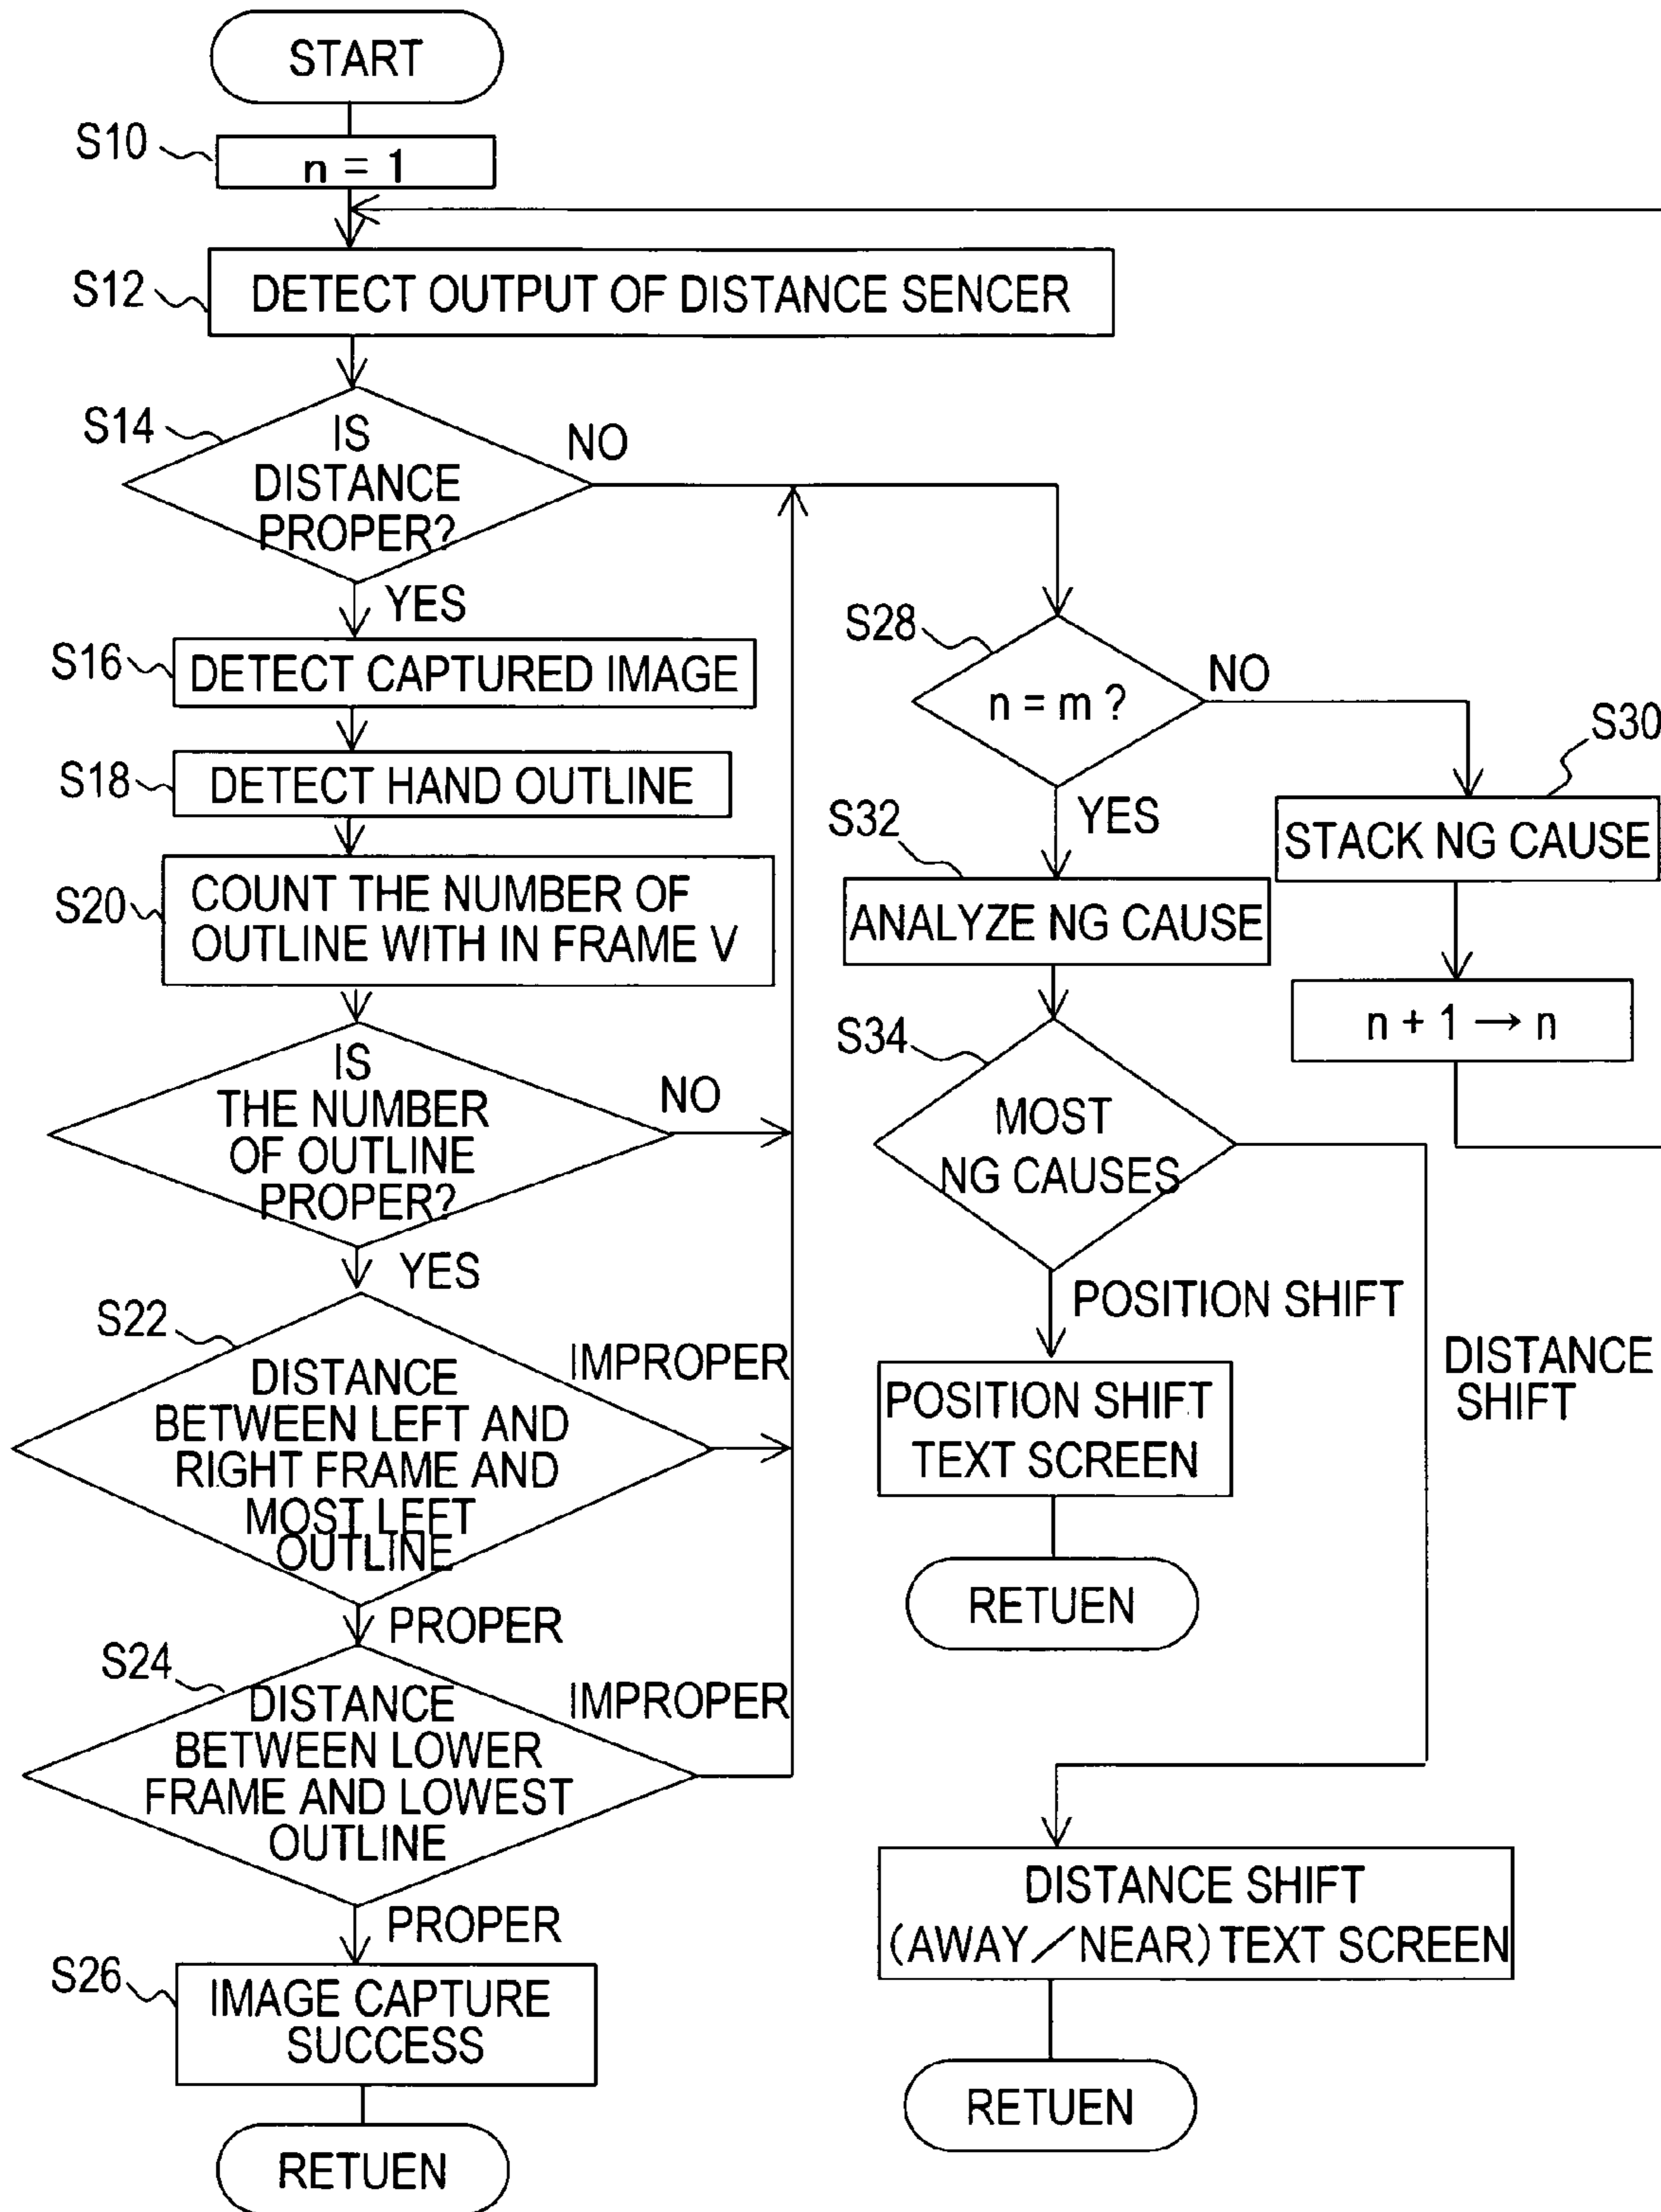 START
S10
n = 1
S12
DETECT OUTPUT OF DISTANCE SENCER
S14
IS
DISTANCE
PROPER?
NO
YES
S16
DETECT CAPTURED IMAGE
S18
DETECT HAND OUTLINE
S20
COUNT THE NUMBER OF
OUTLINE WITH IN FRAME V
IS
THE NUMBER
OF OUTLINE
PROPER?
NO
YES
S22
DISTANCE
BETWEEN LEFT AND
RIGHT FRAME AND
MOST LEFT
OUTLINE
IMPROPER
PROPER
S24
DISTANCE
BETWEEN LOWER
FRAME AND LOWEST
OUTLINE
IMPROPER
PROPER
S26
IMAGE CAPTURE
SUCCESS
RETUEN
S28
n = m ?
NO
YES
S30
STACK NG CAUSE
n + 1 → n
S32
ANALYZE NG CAUSE
S34
MOST
NG CAUSES
POSITION SHIFT
DISTANCE
SHIFT
POSITION SHIFT
TEXT SCREEN
RETUEN
DISTANCE SHIFT
(AWAY／NEAR) TEXT SCREEN
RETUEN